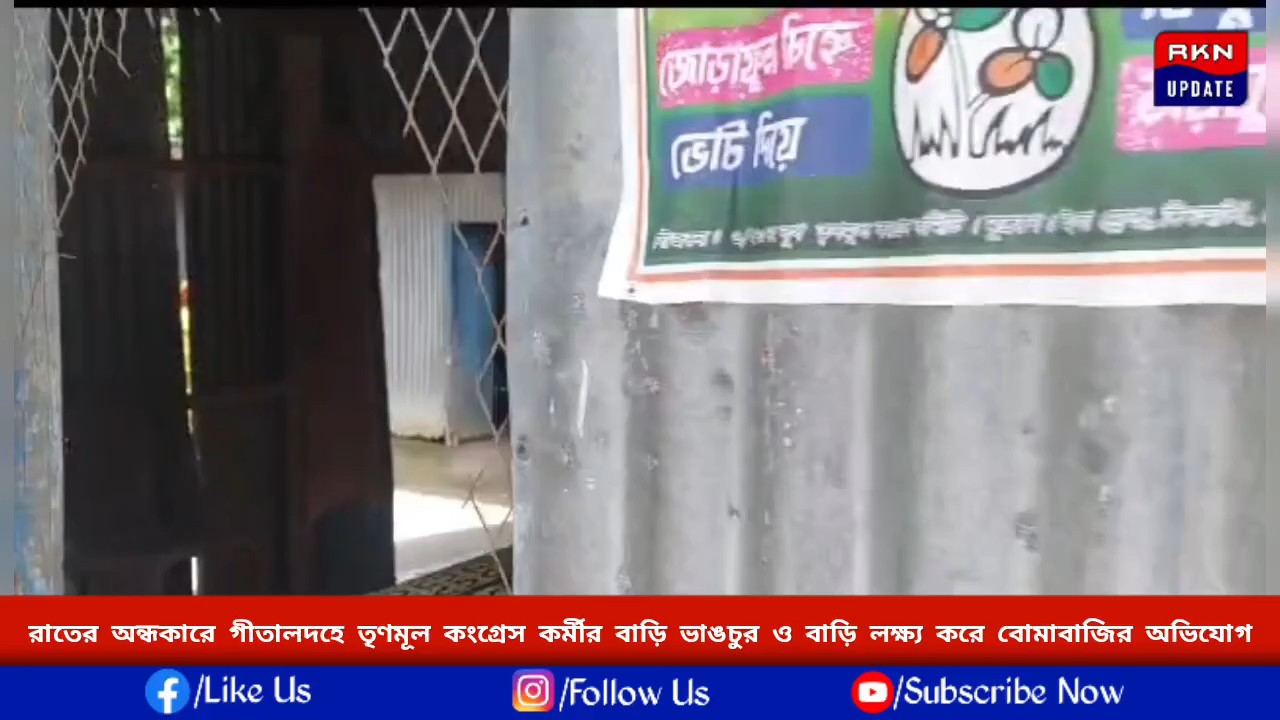 জোড়াফুল চিহ্নে
ভোট দিয়ে
RKN
UPDATE
রাতের অন্ধকারে গীতালদহে তৃণমূল কংগ্রেস কর্মীর বাড়ি ভাঙচুর ও বাড়ি লক্ষ্য করে বোমাবাজির অভিযোগ
/Like Us
/Follow Us
/Subscribe Now